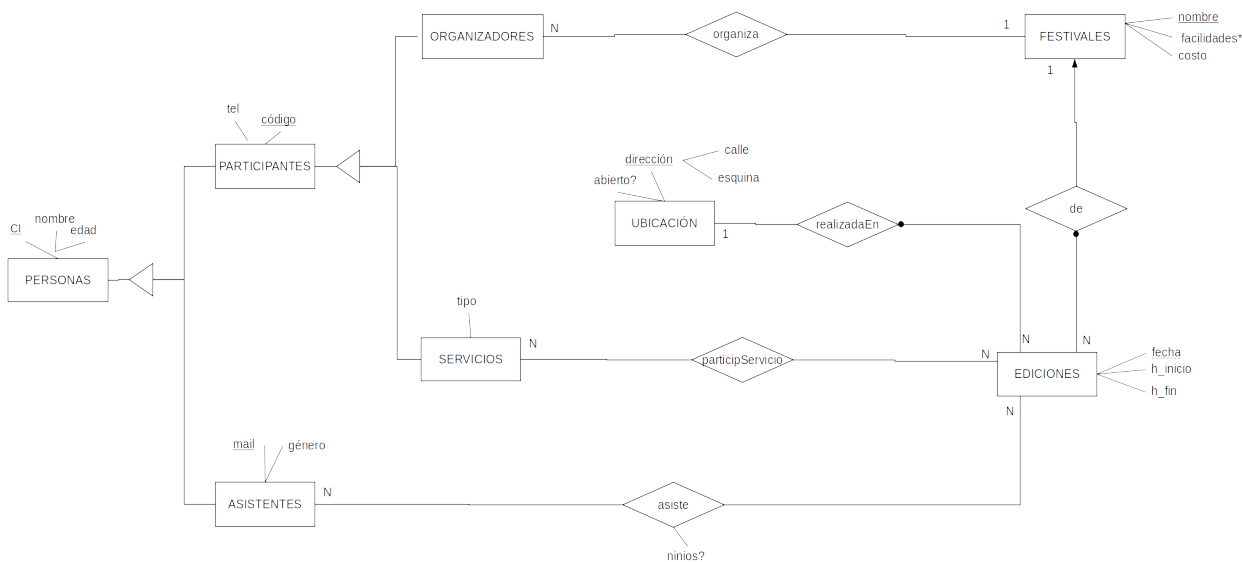 ORGANIZADORES
N
organiza
1
FESTIVALES
nombre
facilidades*
costo
1
tel
código
PARTICIPANTES
dirección
calle
esquina
abierto?
UBICACIÓN
1
realizadaEn
de
CI
nombre
edad
PERSONAS
tipo
SERVICIOS
N
participServicio
N
N
N
EDICIONES
fecha
h_inicio
h_fin
N
mail
género
ASISTENTES
N
asiste
ninios?